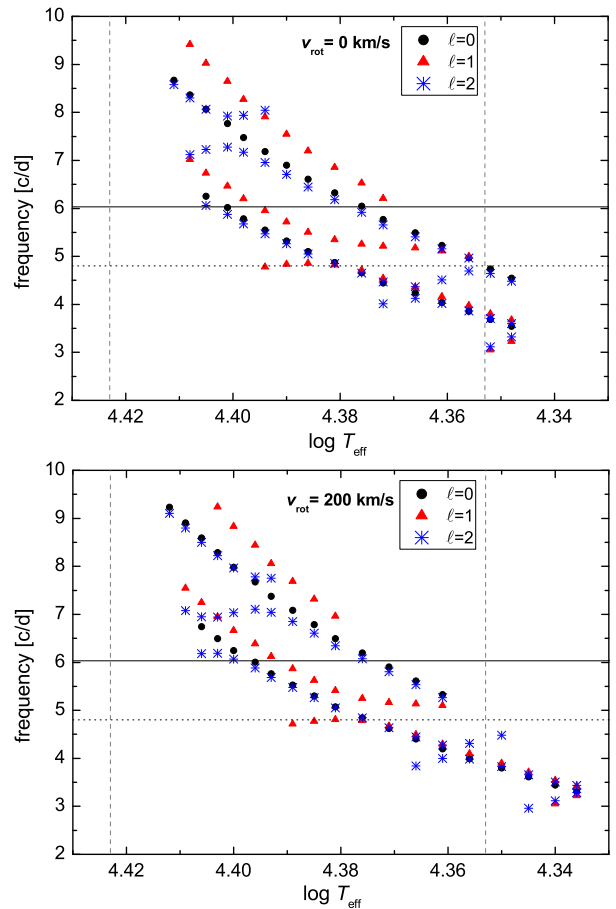 10
9
8
7
6
5
4
3
2
frequency [c/d]
v_rot = 0 km/s
ℓ=0
ℓ=1
ℓ=2
4.42 4.40 4.38 4.36 4.34
log T_eff
10
9
8
7
6
5
4
3
2
frequency [c/d]
v_rot = 200 km/s
ℓ=0
ℓ=1
ℓ=2
4.42 4.40 4.38 4.36 4.34
log T_eff